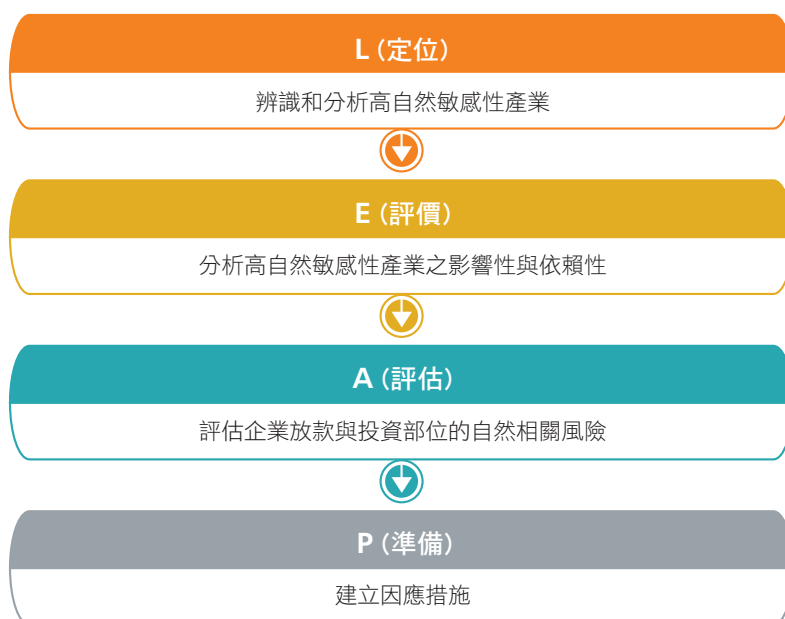 L (定位)
辨識和分析高自然敏感性產業
E (評價)
分析高自然敏感性產業之影響性與依賴性
A (評估)
評估企業放款與投資部位的自然相關風險
P (準備)
建立因應措施